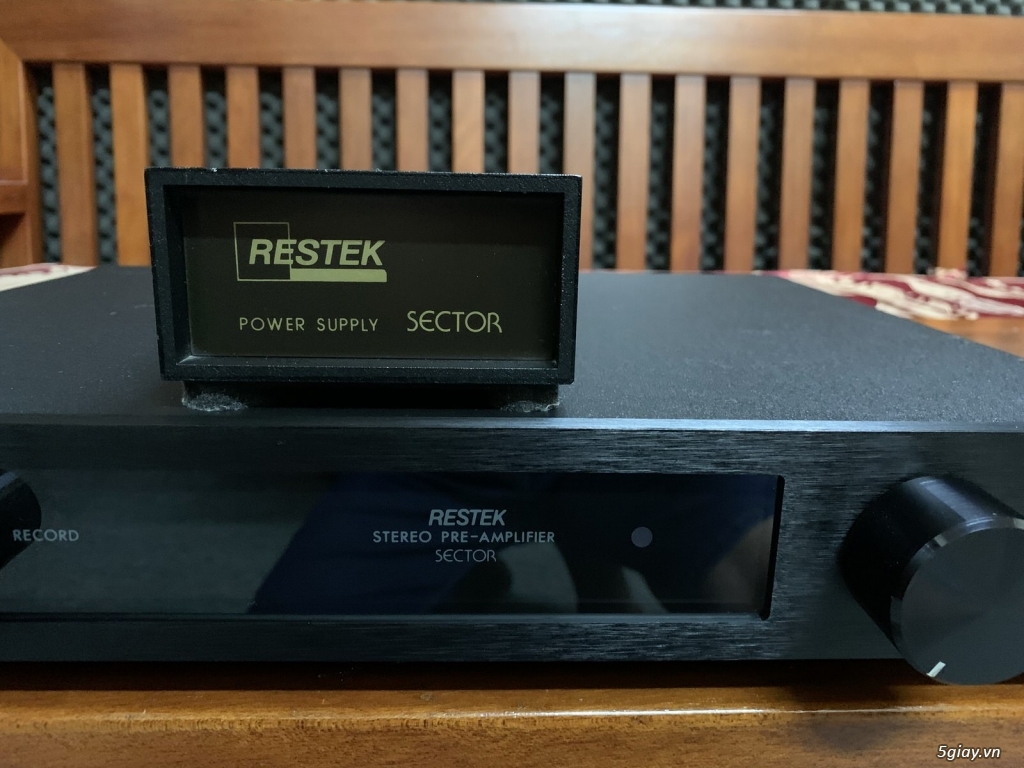 RESTEK
POWER SUPPLY SECTOR
RECORD
RESTEK
STEREO PRE-AMPLIFIER
SECTOR
5giay.vn